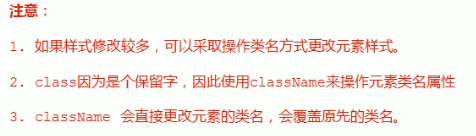 注意：
1. 如果样式修改较多，可以采取操作类名方式更改元素样式。
2. class因为是个保留字，因此使用className来操作元素类名属性
3. className 会直接更改元素的类名，会覆盖原先的类名。